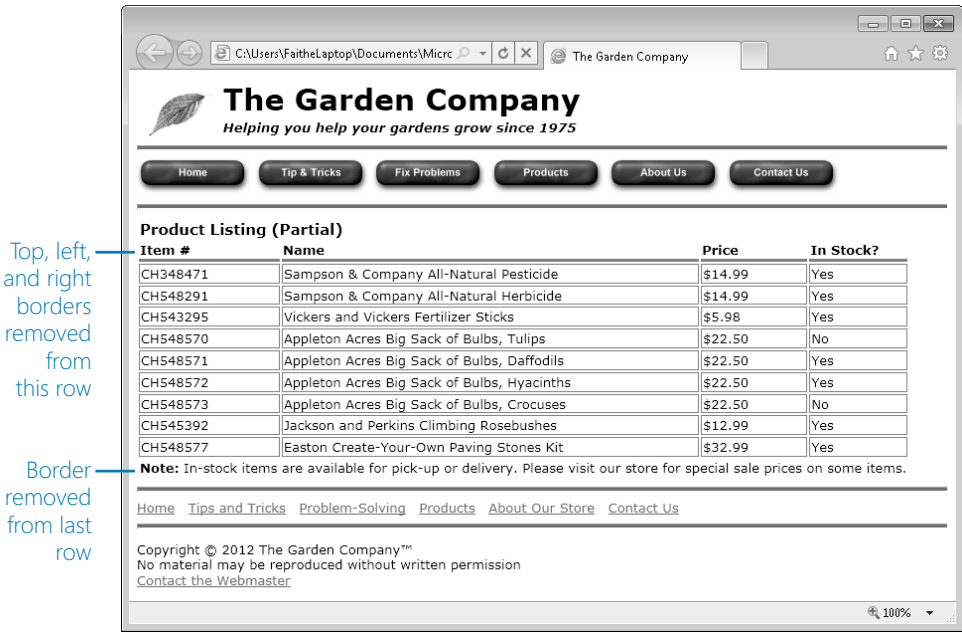 C:\Users\FaitheLaptop\Documents\Micrc
The Garden Company
The Garden Company
Helping you help your gardens grow since 1975
Home Tip & Tricks Fix Problems Products About Us Contact Us
Product Listing (Partial)
Item # Name Price In Stock?
CH348471 Sampson & Company All-Natural Pesticide $14.99 Yes
CH548291 Sampson & Company All-Natural Herbicide $14.99 Yes
CH543295 Vickers and Vickers Fertilizer Sticks $5.98 Yes
CH548570 Appleton Acres Big Sack of Bulbs, Tulips $22.50 No
CH548571 Appleton Acres Big Sack of Bulbs, Daffodils $22.50 Yes
CH548572 Appleton Acres Big Sack of Bulbs, Hyacinths $22.50 Yes
CH548573 Appleton Acres Big Sack of Bulbs, Crocuses $22.50 No
CH545392 Jackson and Perkins Climbing Rosebushes $12.99 Yes
CH548577 Easton Create-Your-Own Paving Stones Kit $32.99 Yes
Note: In-stock items are available for pick-up or delivery. Please visit our store for special sale prices on some items.
Home Tips and Tricks Problem-Solving Products About Our Store Contact Us
Copyright © 2012 The Garden Company™
No material may be reproduced without written permission
Contact the Webmaster
100%
Top, left,
and right
borders
removed
from
this row
Border
removed
from last
row